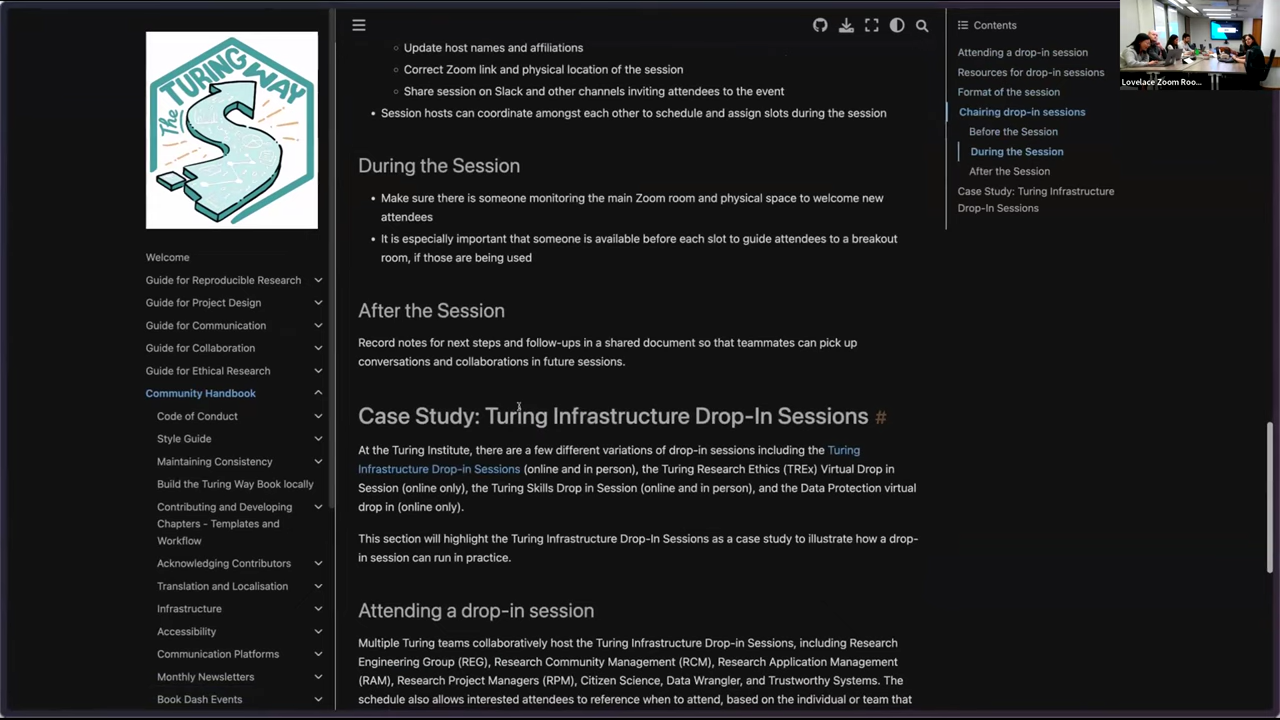 THE TURING WAY
Welcome
Guide for Reproducible Research
Guide for Project Design
Guide for Communication
Guide for Collaboration
Guide for Ethical Research
Community Handbook
Code of Conduct
Style Guide
Maintaining Consistency
Build the Turing Way Book locally
Contributing and Developing
Chapters - Templates and
Workflow
Acknowledging Contributors
Translation and Localisation
Infrastructure
Accessibility
Communication Platforms
Monthly Newsletters
Book Dash Events
Update host names and affiliations
Correct Zoom link and physical location of the session
Share session on Slack and other channels inviting attendees to the event
Session hosts can coordinate amongst each other to schedule and assign slots during the session
During the Session
Make sure there is someone monitoring the main Zoom room and physical space to welcome new
attendees
It is especially important that someone is available before each slot to guide attendees to a breakout
room, if those are being used
After the Session
Record notes for next steps and follow-ups in a shared document so that teammates can pick up
conversations and collaborations in future sessions.
Case Study: Turing Infrastructure Drop-In Sessions #
At the Turing Institute, there are a few different variations of drop-in sessions including the Turing
Infrastructure Drop-in Sessions (online and in person), the Turing Research Ethics (TREx) Virtual Drop in
Session (online only), the Turing Skills Drop in Session (online and in person), and the Data Protection virtual
drop in (online only).
This section will highlight the Turing Infrastructure Drop-In Sessions as a case study to illustrate how a drop-
in session can run in practice.
Attending a drop-in session
Multiple Turing teams collaboratively host the Turing Infrastructure Drop-in Sessions, including Research
Engineering Group (REG), Research Community Management (RCM), Research Application Management
(RAM), Research Project Managers (RPM), Citizen Science, Data Wrangler, and Trustworthy Systems. The
schedule also allows interested attendees to reference when to attend, based on the individual or team that
Contents
Attending a drop-in session
Resources for drop-in sessions
Format of the session
Chairing drop-in sessions
Before the Session
During the Session
After the Session
Case Study: Turing Infrastructure
Drop-In Sessions
Lovelace Zoom Roo...